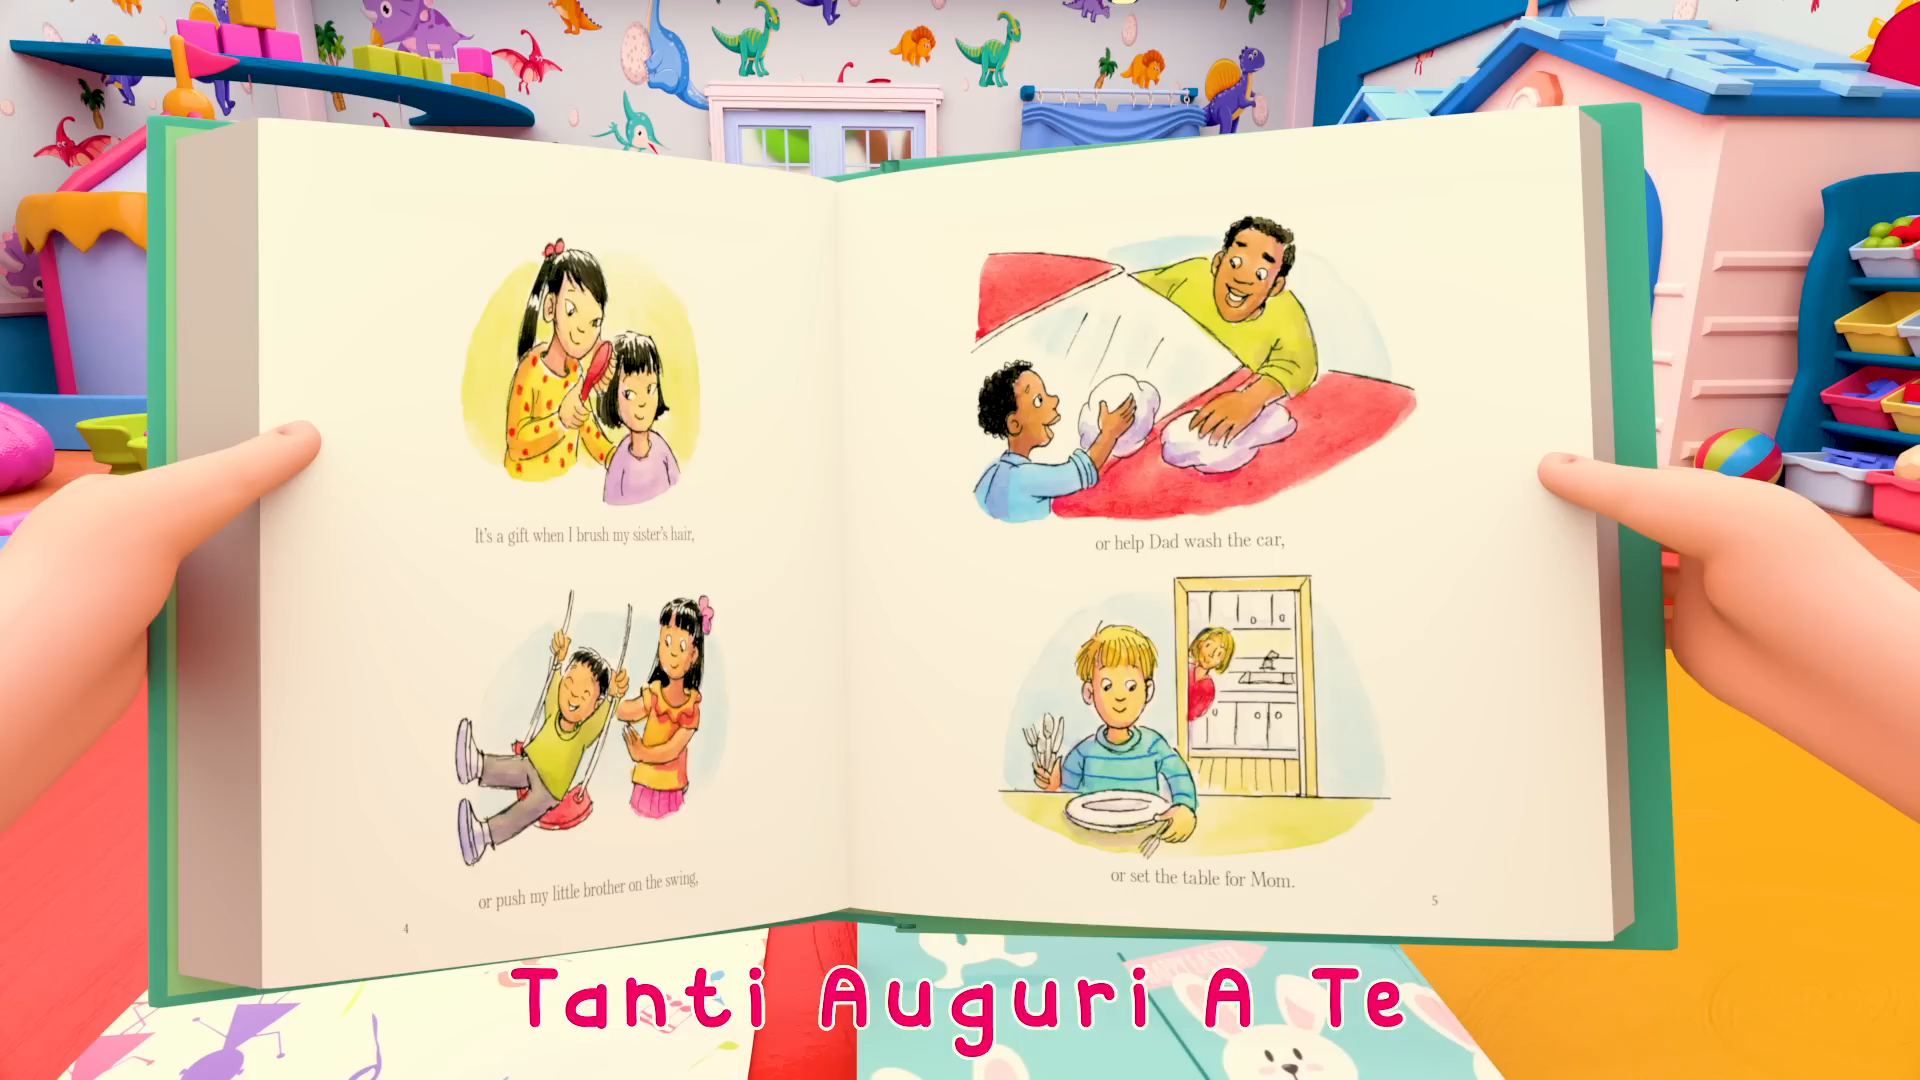 It's a gift when I brush my sister's hair,
or push my little brother on the swing,
4
or help Dad wash the car,
or set the table for Mom.
5
Tanti Auguri A Te